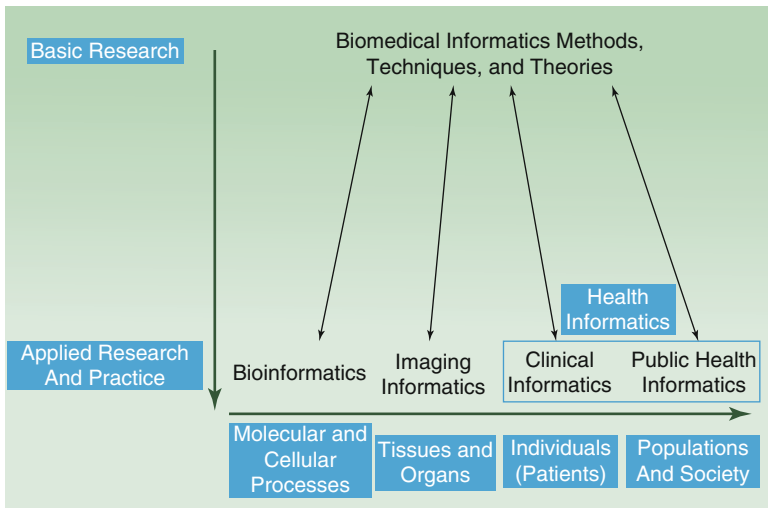 Basic Research
Biomedical Informatics Methods,
Techniques, and Theories
Health
Informatics
Applied Research
And Practice
Bioinformatics
Imaging
Informatics
Clinical
Informatics
Public Health
Informatics
Molecular and
Cellular
Processes
Tissues and
Organs
Individuals
(Patients)
Populations
And Society